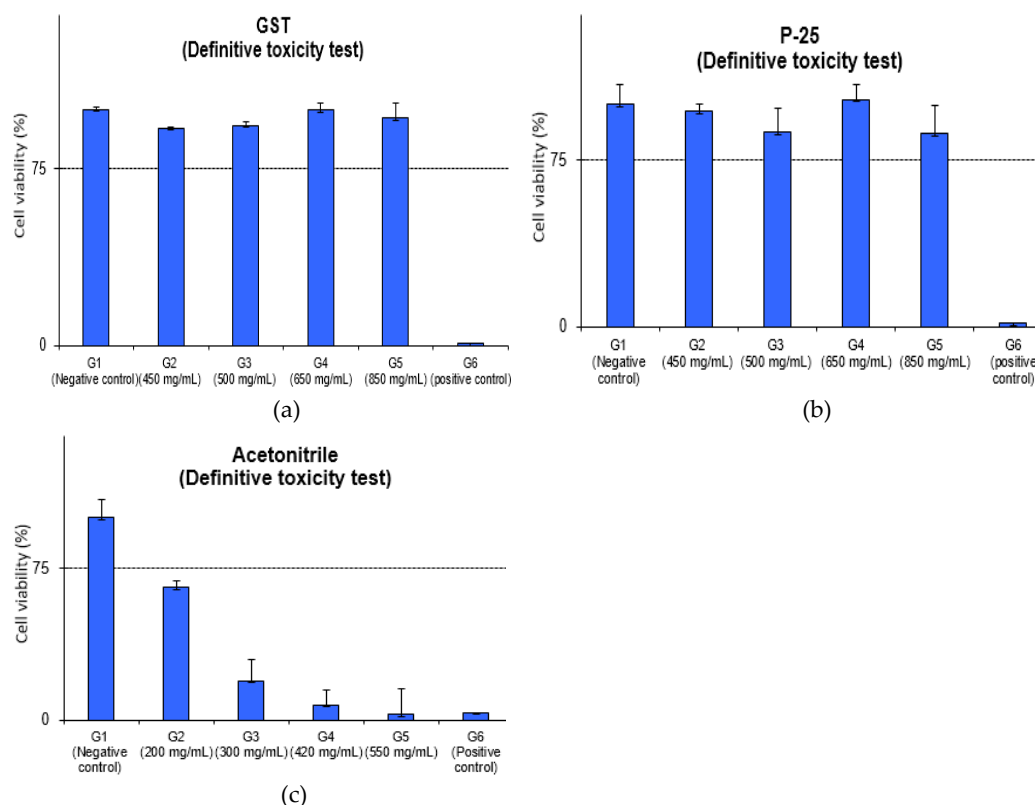 GST
(Definitive toxicity test)
Cell viability (%)
75
0
G1 G2 G3 G4 G5 G6
(Negative control) (450 mg/mL) (500 mg/mL) (650 mg/mL) (850 mg/mL) (positive control)
(a)
P-25
(Definitive toxicity test)
Cell viability (%)
75
0
G1 G2 G3 G4 G5 G6
(Negative (450 mg/mL) (500 mg/mL) (650 mg/mL) (850 mg/mL) (positive
control) control)
(b)
Acetonitrile
(Definitive toxicity test)
Cell viability (%)
75
0
G1 G2 G3 G4 G5 G6
(Negative (200 mg/mL) (300 mg/mL) (420 mg/mL) (550 mg/mL) (Positive
control) control)
(c)